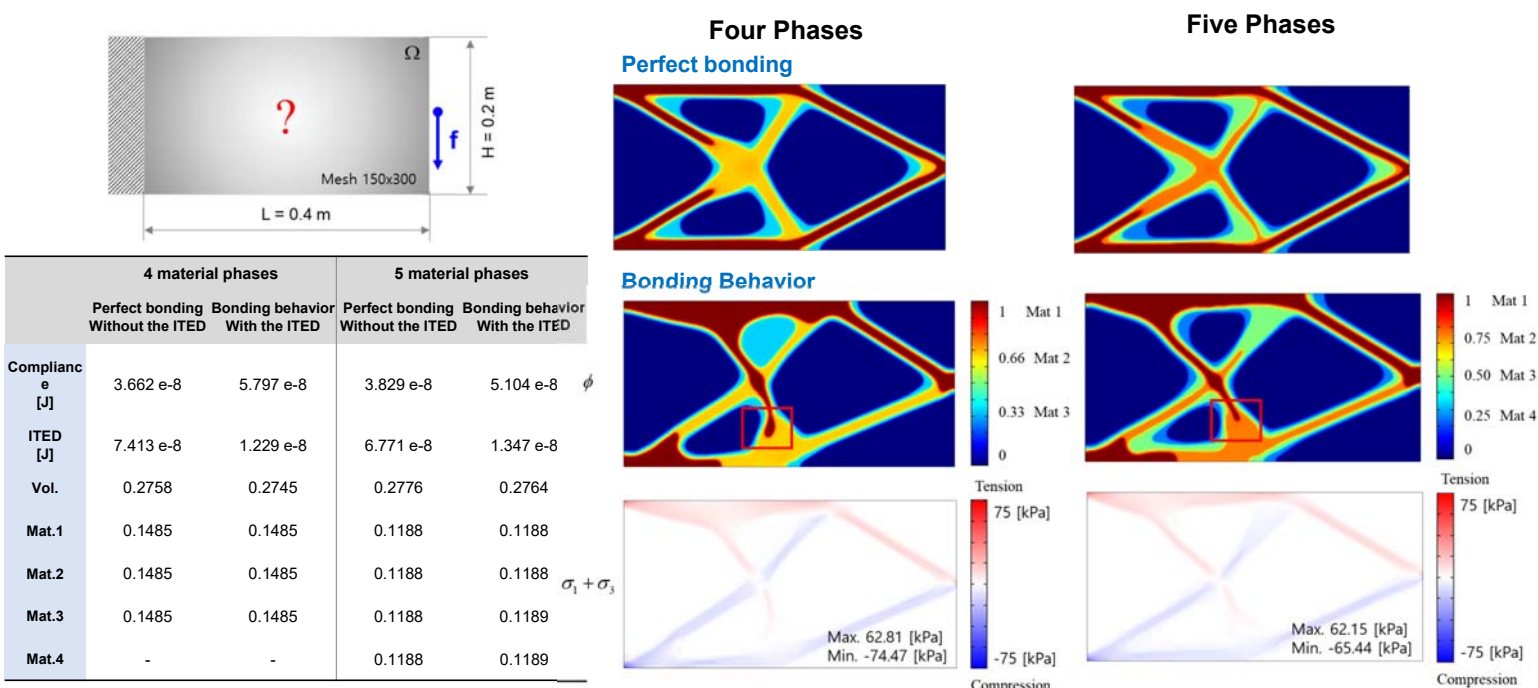 Ω
?
f
H = 0.2 m
Mesh 150x300
L = 0.4 m
4 material phases 5 material phases
Perfect bonding Without the ITED Bonding behavior With the ITED Perfect bonding Without the ITED Bonding behavior With the ITED
Complianc
e
[J] 3.662 e-8 5.797 e-8 3.829 e-8 5.104 e-8
ITED
[J] 7.413 e-8 1.229 e-8 6.771 e-8 1.347 e-8
Vol. 0.2758 0.2745 0.2776 0.2764
Mat.1 0.1485 0.1485 0.1188 0.1188
Mat.2 0.1485 0.1485 0.1188 0.1188
Mat.3 0.1485 0.1485 0.1188 0.1189
Mat.4 - - 0.1188 0.1189
Four Phases
Five Phases
Perfect bonding
Bonding Behavior
ϕ
1 Mat 1
0.66 Mat 2
0.33 Mat 3
0
1 Mat 1
0.75 Mat 2
0.50 Mat 3
0.25 Mat 4
0
σ₁ + σ₃
Max. 62.81 [kPa]
Min. -74.47 [kPa]
Tension
75 [kPa]
-75 [kPa]
Compression
Max. 62.15 [kPa]
Min. -65.44 [kPa]
Tension
75 [kPa]
-75 [kPa]
Compression